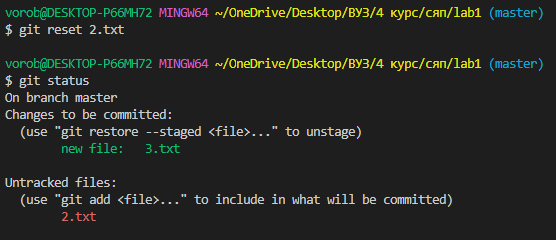 vorob@DESKTOP-P66MH72 MINGW64 ~/OneDrive/Desktop/ВУЗ/4 курс/сяп/lab1 (master)
$ git reset 2.txt
vorob@DESKTOP-P66MH72 MINGW64 ~/OneDrive/Desktop/ВУЗ/4 курс/сяп/lab1 (master)
$ git status
On branch master
Changes to be committed:
(use "git restore --staged <file>..." to unstage)
new file:   3.txt
Untracked files:
(use "git add <file>..." to include in what will be committed)
2.txt